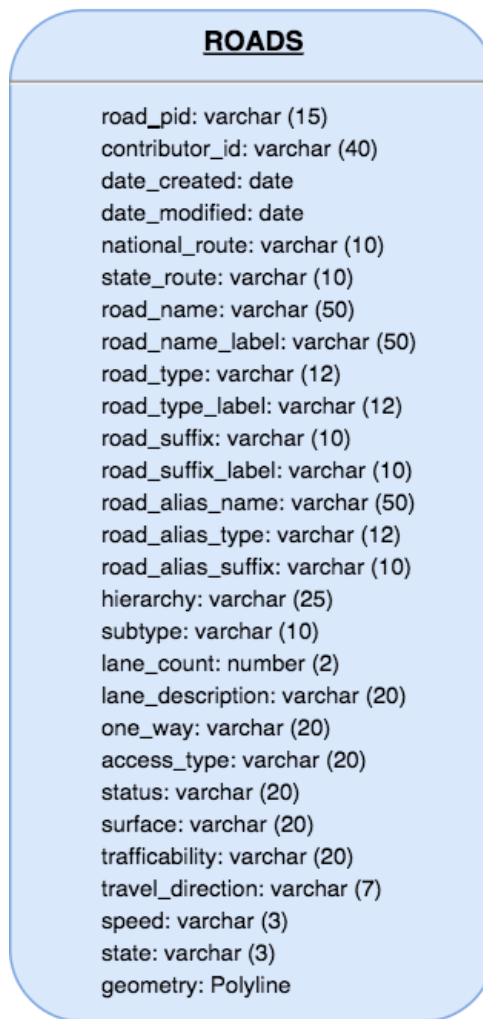 ROADS
road_pid: varchar (15)
contributor_id: varchar (40)
date_created: date
date_modified: date
national_route: varchar (10)
state_route: varchar (10)
road_name: varchar (50)
road_name_label: varchar (50)
road_type: varchar (12)
road_type_label: varchar (12)
road_suffix: varchar (10)
road_suffix_label: varchar (10)
road_alias_name: varchar (50)
road_alias_type: varchar (12)
road_alias_suffix: varchar (10)
hierarchy: varchar (25)
subtype: varchar (10)
lane_count: number (2)
lane_description: varchar (20)
one_way: varchar (20)
access_type: varchar (20)
status: varchar (20)
surface: varchar (20)
trafficability: varchar (20)
travel_direction: varchar (7)
speed: varchar (3)
state: varchar (3)
geometry: Polyline